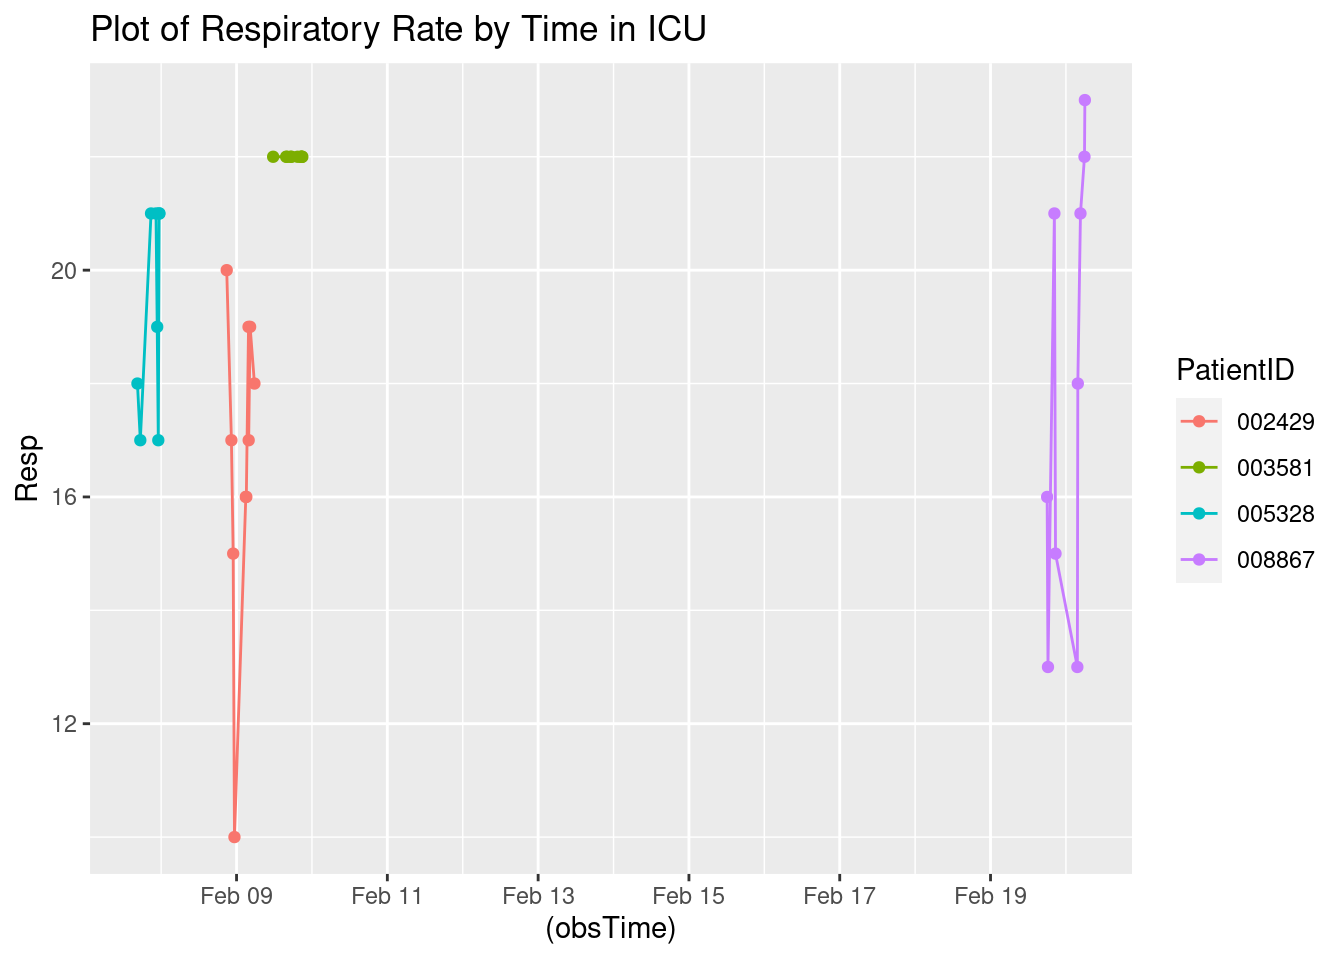 Plot of Respiratory Rate by Time in ICU
Resp
20
16
12
Feb 09 Feb 11 Feb 13 Feb 15 Feb 17 Feb 19
(obsTime)
PatientID
002429
003581
005328
008867